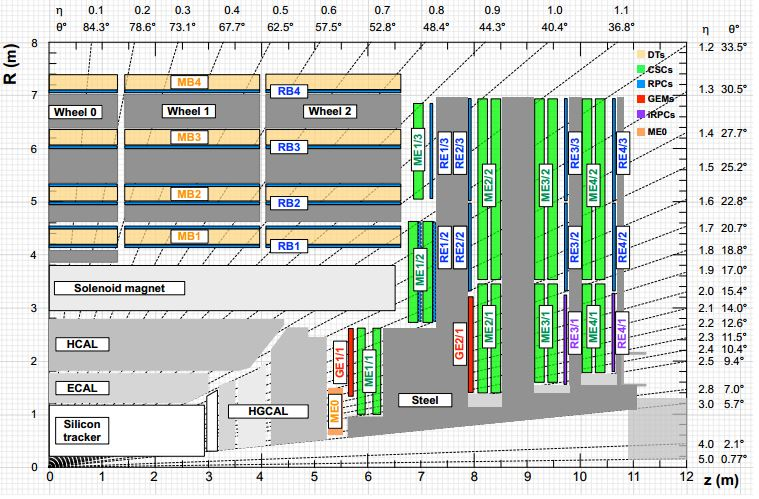 η 0.1 0.2 0.3 0.4 0.5 0.6 0.7 0.8 0.9 1.0 1.1 η θ°
θ° 84.3° 78.6° 73.1° 67.7° 62.5° 57.5° 52.8° 48.4° 44.3° 40.4° 36.8°
R (m)
8
7
6
5
4
3
2
1
0
1.2 33.5°
1.3 30.5°
1.4 27.7°
1.5 25.2°
1.6 22.8°
1.7 20.7°
1.8 18.8°
1.9 17.0°
2.0 15.4°
2.1 14.0°
2.2 12.6°
2.3 11.5°
2.4 10.4°
2.5 9.4°
2.8 7.0°
3.0 5.7°
4.0 2.1°
5.0 0.77°
DTs
CSCs
RPCs
GEMs
iRPCs
ME0
MB4
RB4
Wheel 0 Wheel 1 Wheel 2
MB3
RB3
MB2
RB2
MB1
RB1
Solenoid magnet
HCAL
ECAL
Silicon
tracker
HGCAL
Steel
ME0
GE1/1
ME1/1
ME1/2
ME1/3
RE1/3
RE2/3
RE1/2
RE2/2
GE2/1
ME2/2
ME2/1
ME3/2
ME3/1
RE3/3
RE3/2
RE3/1
ME4/2
ME4/1
RE4/3
RE4/2
RE4/1
0 1 2 3 4 5 6 7 8 9 10 11 12
z (m)